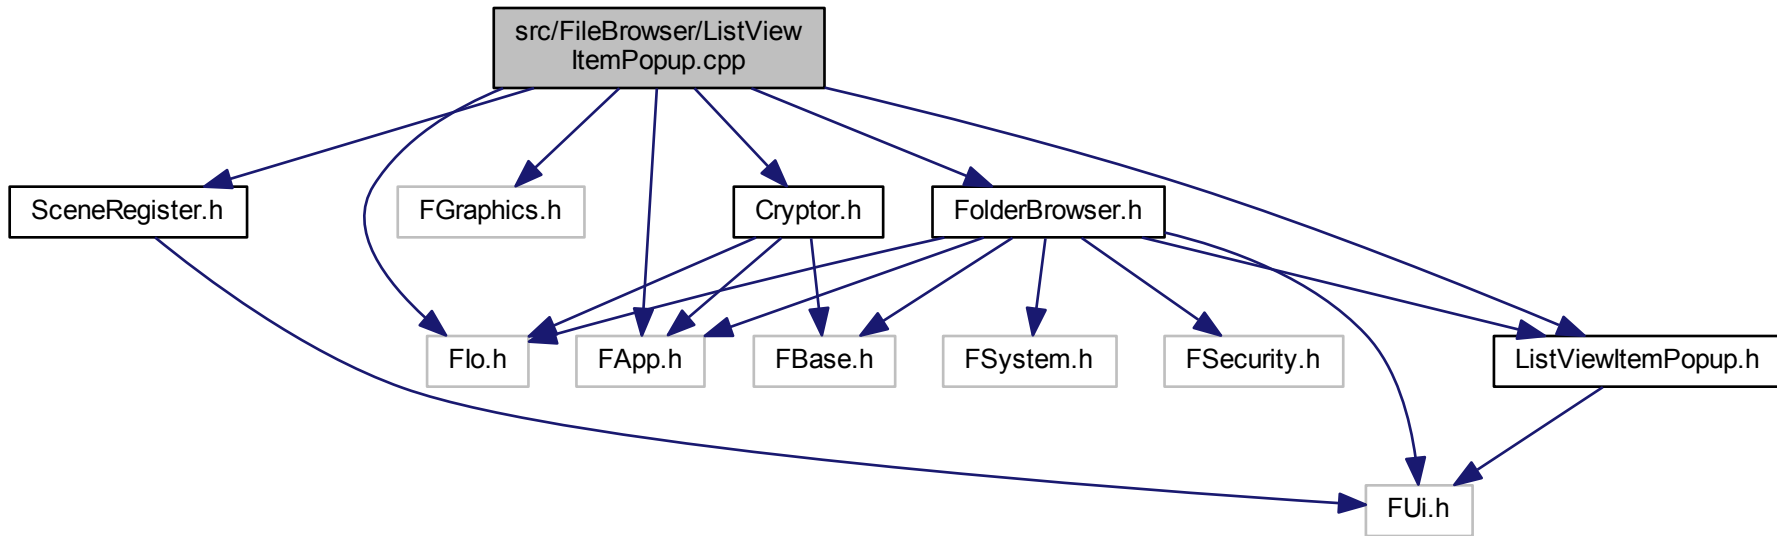 src/FileBrowser/ListView
ItemPopup.cpp
SceneRegister.h
FGraphics.h
Cryptor.h
FolderBrowser.h
FIo.h
FApp.h
FBase.h
FSystem.h
FSecurity.h
ListViewItemPopup.h
FUi.h